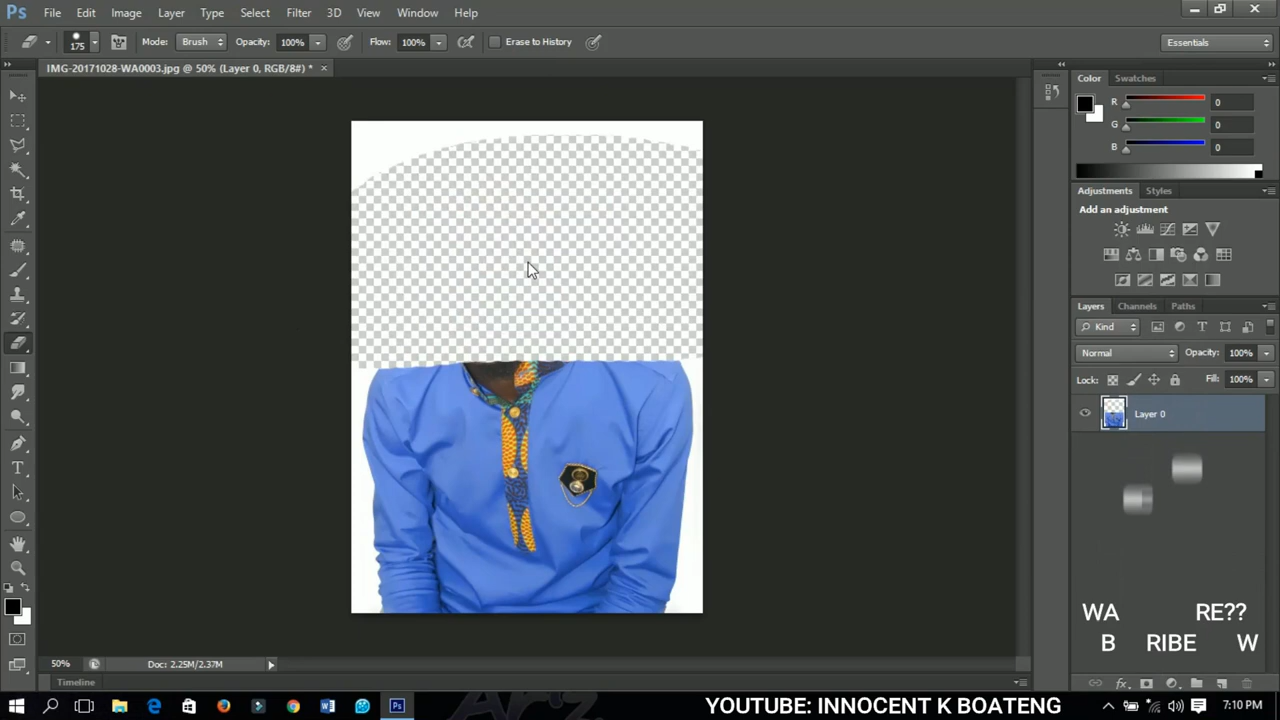 Ps File Edit Image Layer Type Select Filter 3D View Window Help
175 Mode: Brush Opacity: 100% Flow: 100% Erase to History Essentials
IMG-20171028-WA0003.jpg @ 50% (Layer 0, RGB/8#) *
Color Swatches
R 0
G 0
B 0
Adjustments Styles
Add an adjustment
Layers Channels Paths
Kind
Normal Opacity: 100%
Lock: Fill: 100%
Layer 0
WA RE??
B RIBE W
50% Doc: 2.25M/2.37M
Timeline
YOUTUBE: INNOCENT K BOATENG
7:10 PM